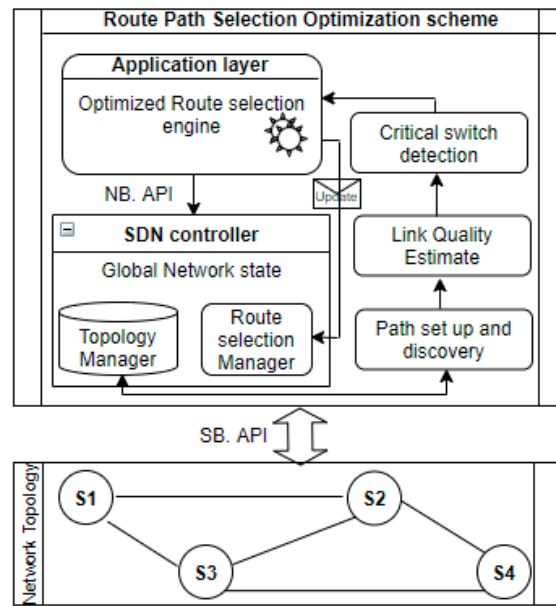 Route Path Selection Optimization scheme
Application layer
Optimized Route selection
engine
Critical switch
detection
NB. API
Update
SDN controller
Global Network state
Link Quality
Estimate
Topology
Manager
Route
selection
Manager
Path set up and
discovery
SB. API
Network Topology
S1
S2
S3
S4